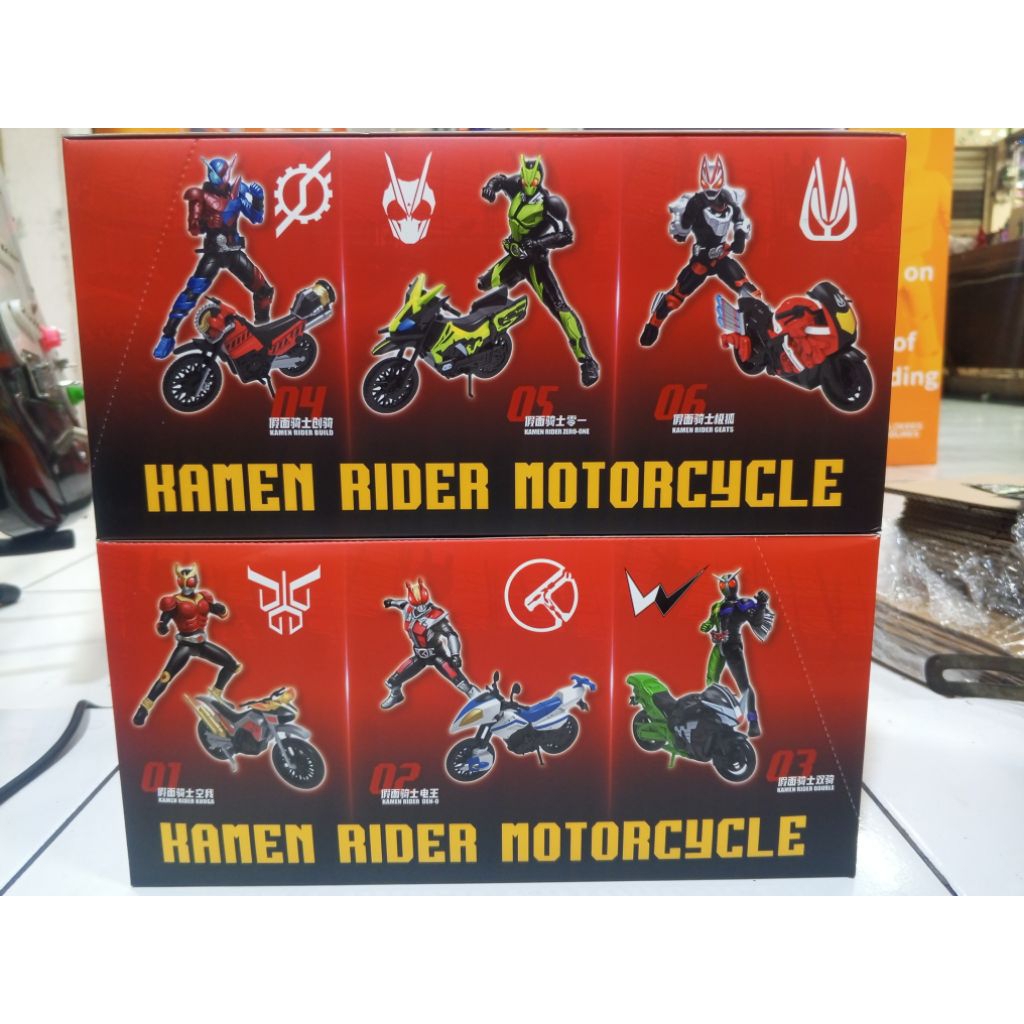 04
假面骑士创骑
KAMEN RIDER BUILD
05
假面骑士零一
KAMEN RIDER ZERO-ONE
06
假面骑士极狐
KAMEN RIDER GEATS
KAMEN RIDER MOTORCYCLE
01
假面骑士空我
KAMEN RIDER KUUGA
02
假面骑士电王
KAMEN RIDER DEN-O
03
假面骑士双骑
KAMEN RIDER DOUBLE
KAMEN RIDER MOTORCYCLE
on
of
ding